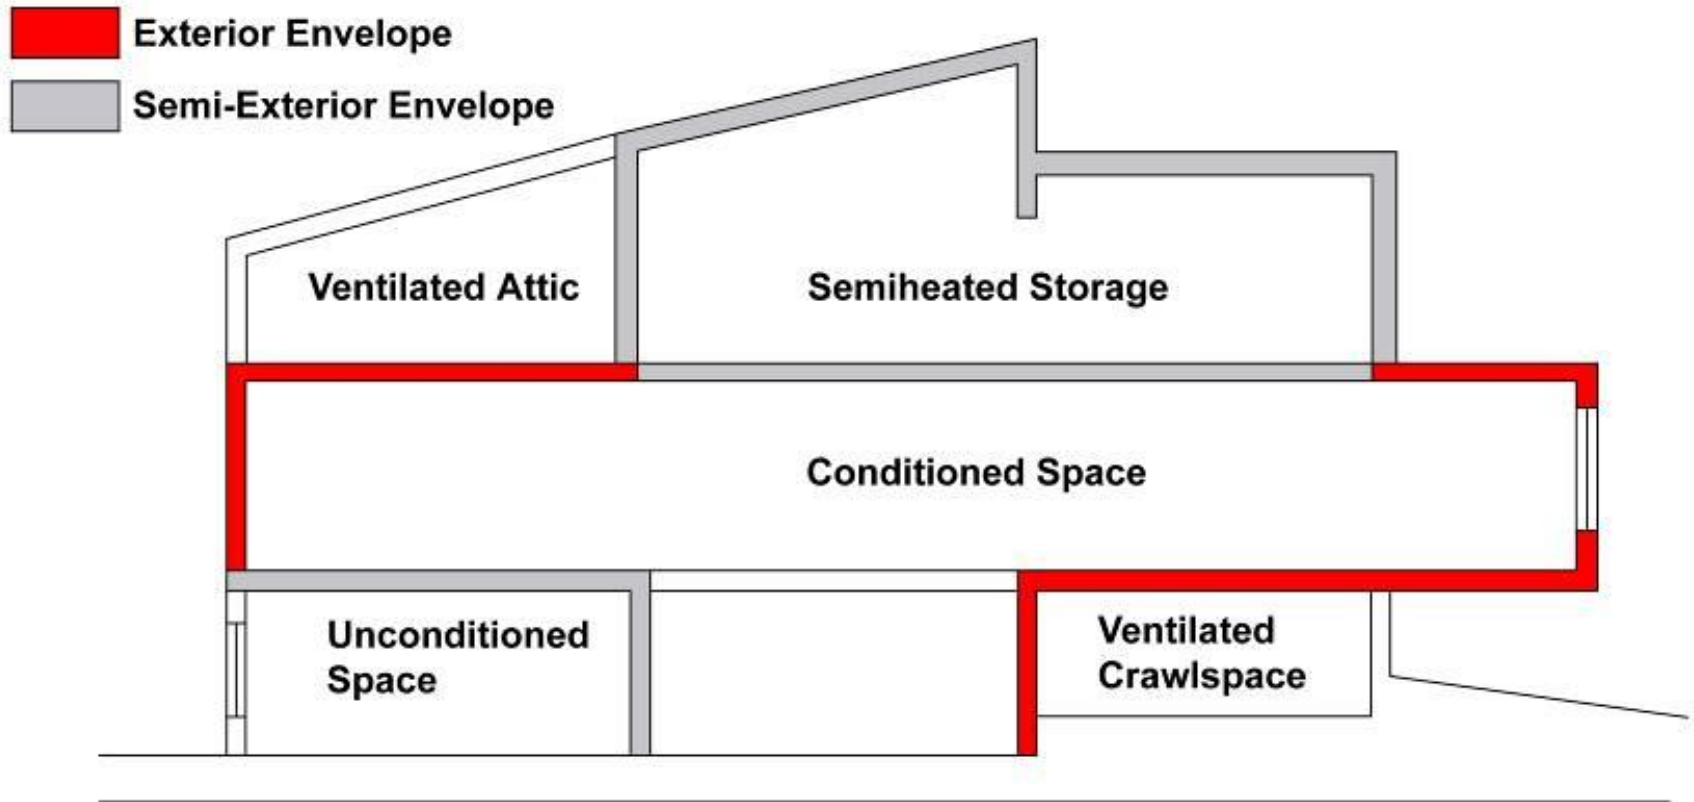 Exterior Envelope
Semi-Exterior Envelope
Ventilated Attic
Semiheated Storage
Conditioned Space
Unconditioned
Space
Ventilated
Crawlspace